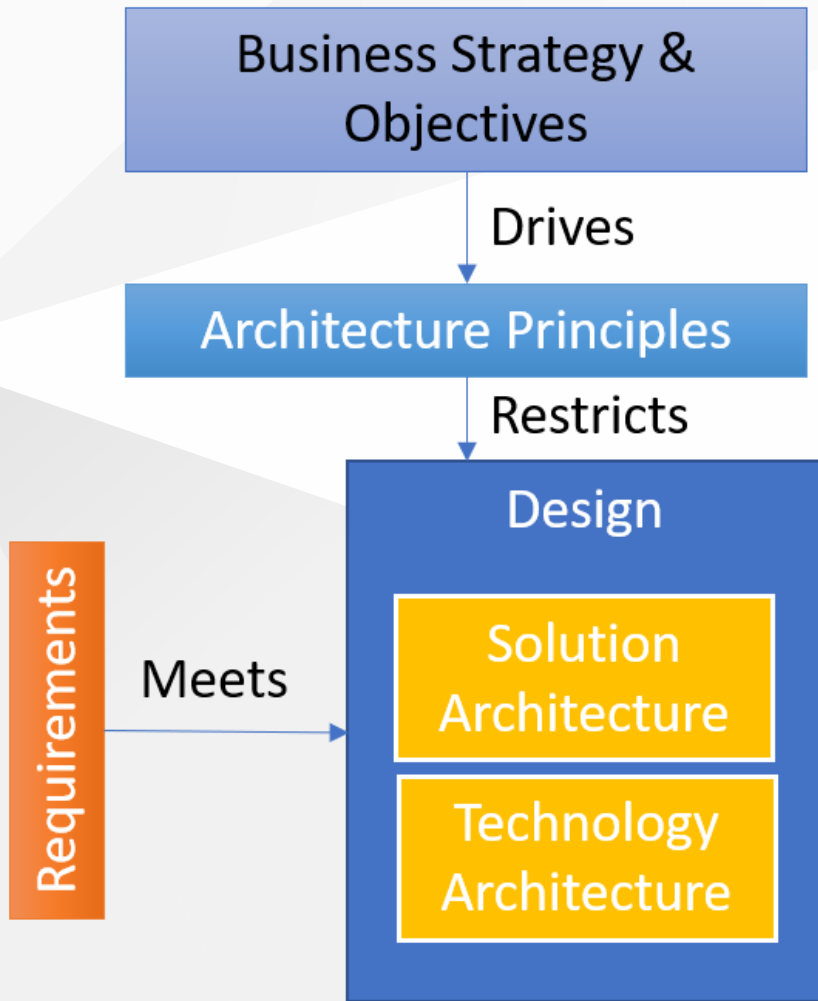 Business Strategy &
Objectives
Drives
Architecture Principles
Restricts
Design
Requirements
Meets
Solution
Architecture
Technology
Architecture